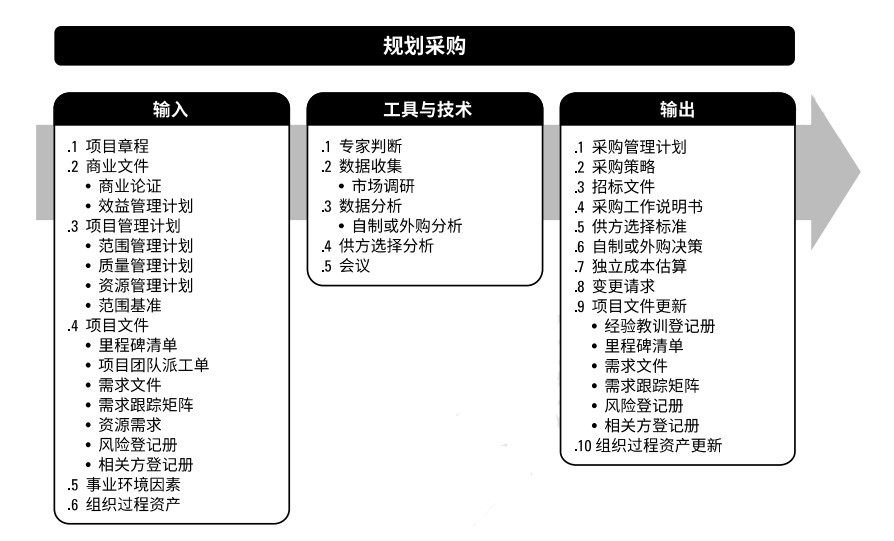 规划采购
输入
.1 项目章程
.2 商业文件
• 商业论证
• 效益管理计划
.3 项目管理计划
• 范围管理计划
• 质量管理计划
• 资源管理计划
• 范围基准
.4 项目文件
• 里程碑清单
• 项目团队派工单
• 需求文件
• 需求跟踪矩阵
• 资源需求
• 风险登记册
• 相关方登记册
.5 事业环境因素
.6 组织过程资产
工具与技术
.1 专家判断
.2 数据收集
• 市场调研
.3 数据分析
• 自制或外购分析
.4 供方选择分析
.5 会议
输出
.1 采购管理计划
.2 采购策略
.3 招标文件
.4 采购工作说明书
.5 供方选择标准
.6 自制或外购决策
.7 独立成本估算
.8 变更请求
.9 项目文件更新
• 经验教训登记册
• 里程碑清单
• 需求文件
• 需求跟踪矩阵
• 风险登记册
• 相关方登记册
.10 组织过程资产更新